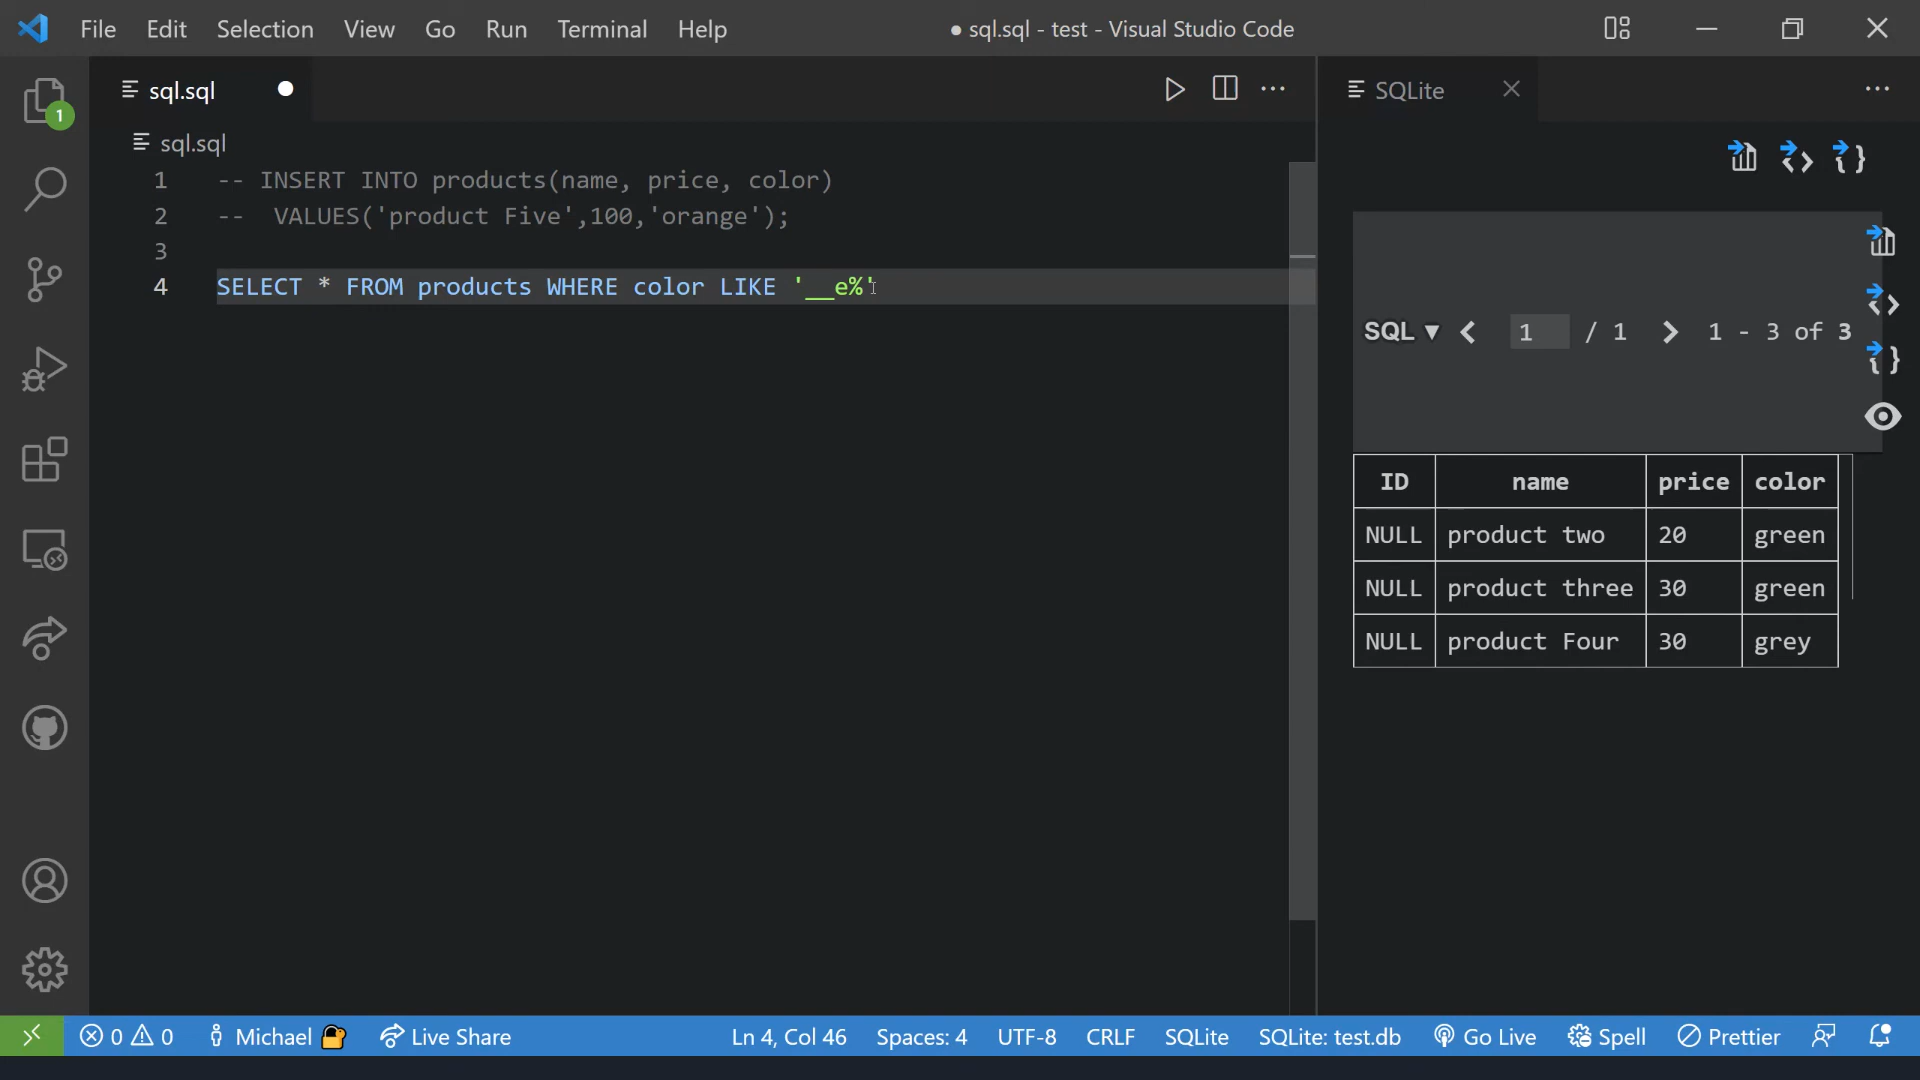 File Edit Selection View Go Run Terminal Help
● sql.sql - test - Visual Studio Code
sql.sql
SQLite
1
sql.sql
1 -- INSERT INTO products(name, price, color)
2 --  VALUES('product Five',100,'orange');
3
4 SELECT * FROM products WHERE color LIKE '__e%'
SQL ▼ 1 / 1 1 - 3 of 3
ID name price color
NULL product two 20 green
NULL product three 30 green
NULL product Four 30 grey
0 0 Michael Live Share Ln 4, Col 46 Spaces: 4 UTF-8 CRLF SQLite SQLite: test.db Go Live Spell Prettier